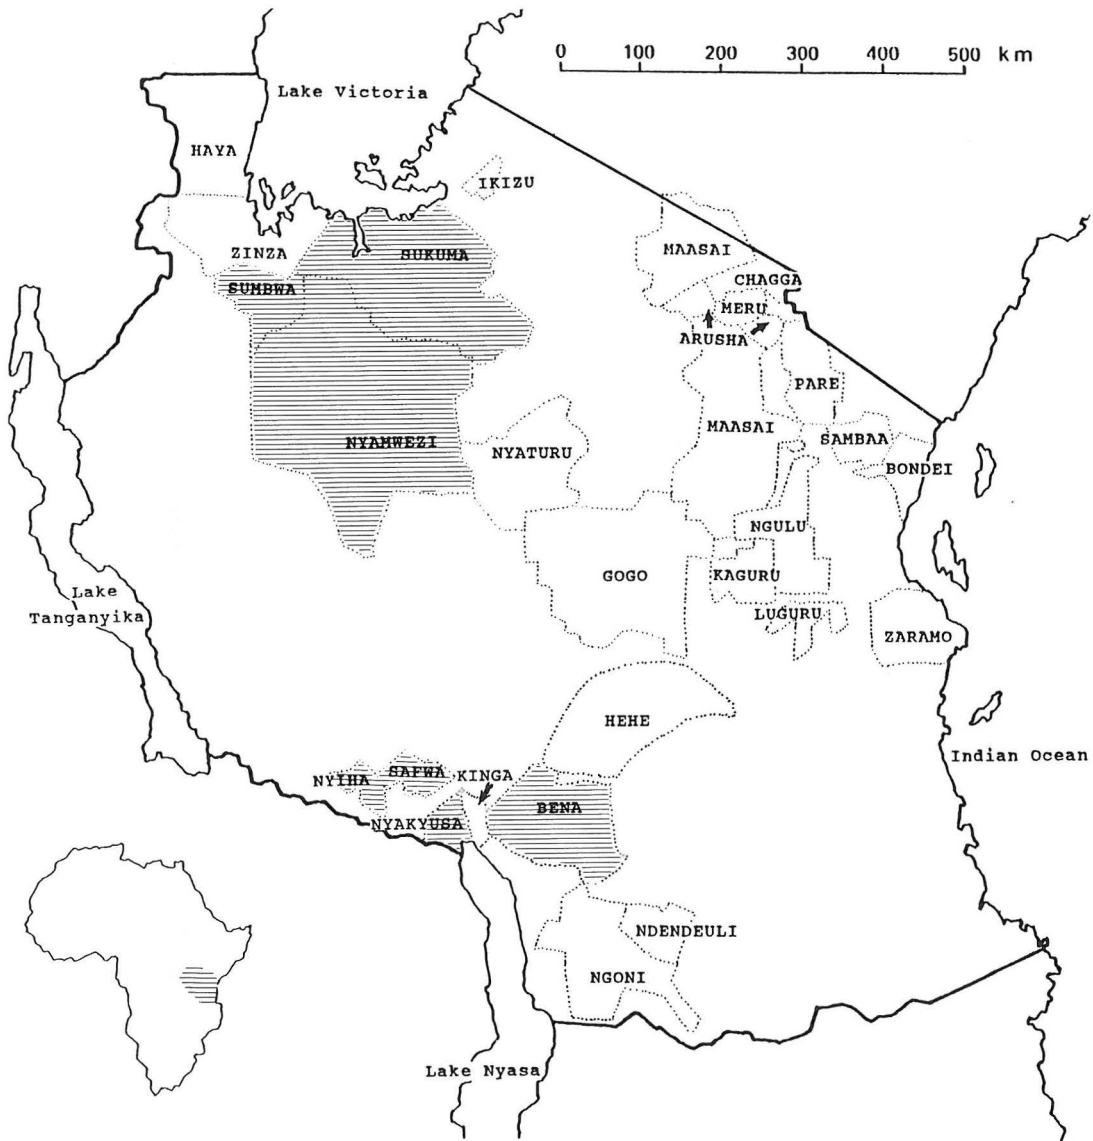 0 100 200 300 400 500 km
Lake Victoria
HAYA
IKIZU
MAASAI
ZINZA
SUKUMA
CHAGGA
SUMBWA
MERU
ARUSHA
PARE
MAASAI
SAMBAA
NYAMWEZI
NYATURU
BONDEI
NGULU
GOGO
KAGURU
Lake
Tanganyika
LUGURU
ZARAMO
HEHE
Indian Ocean
NYIHA
SAFWA
KINGA
BENA
NYAKYUSA
NDENDEULI
NGONI
Lake Nyasa